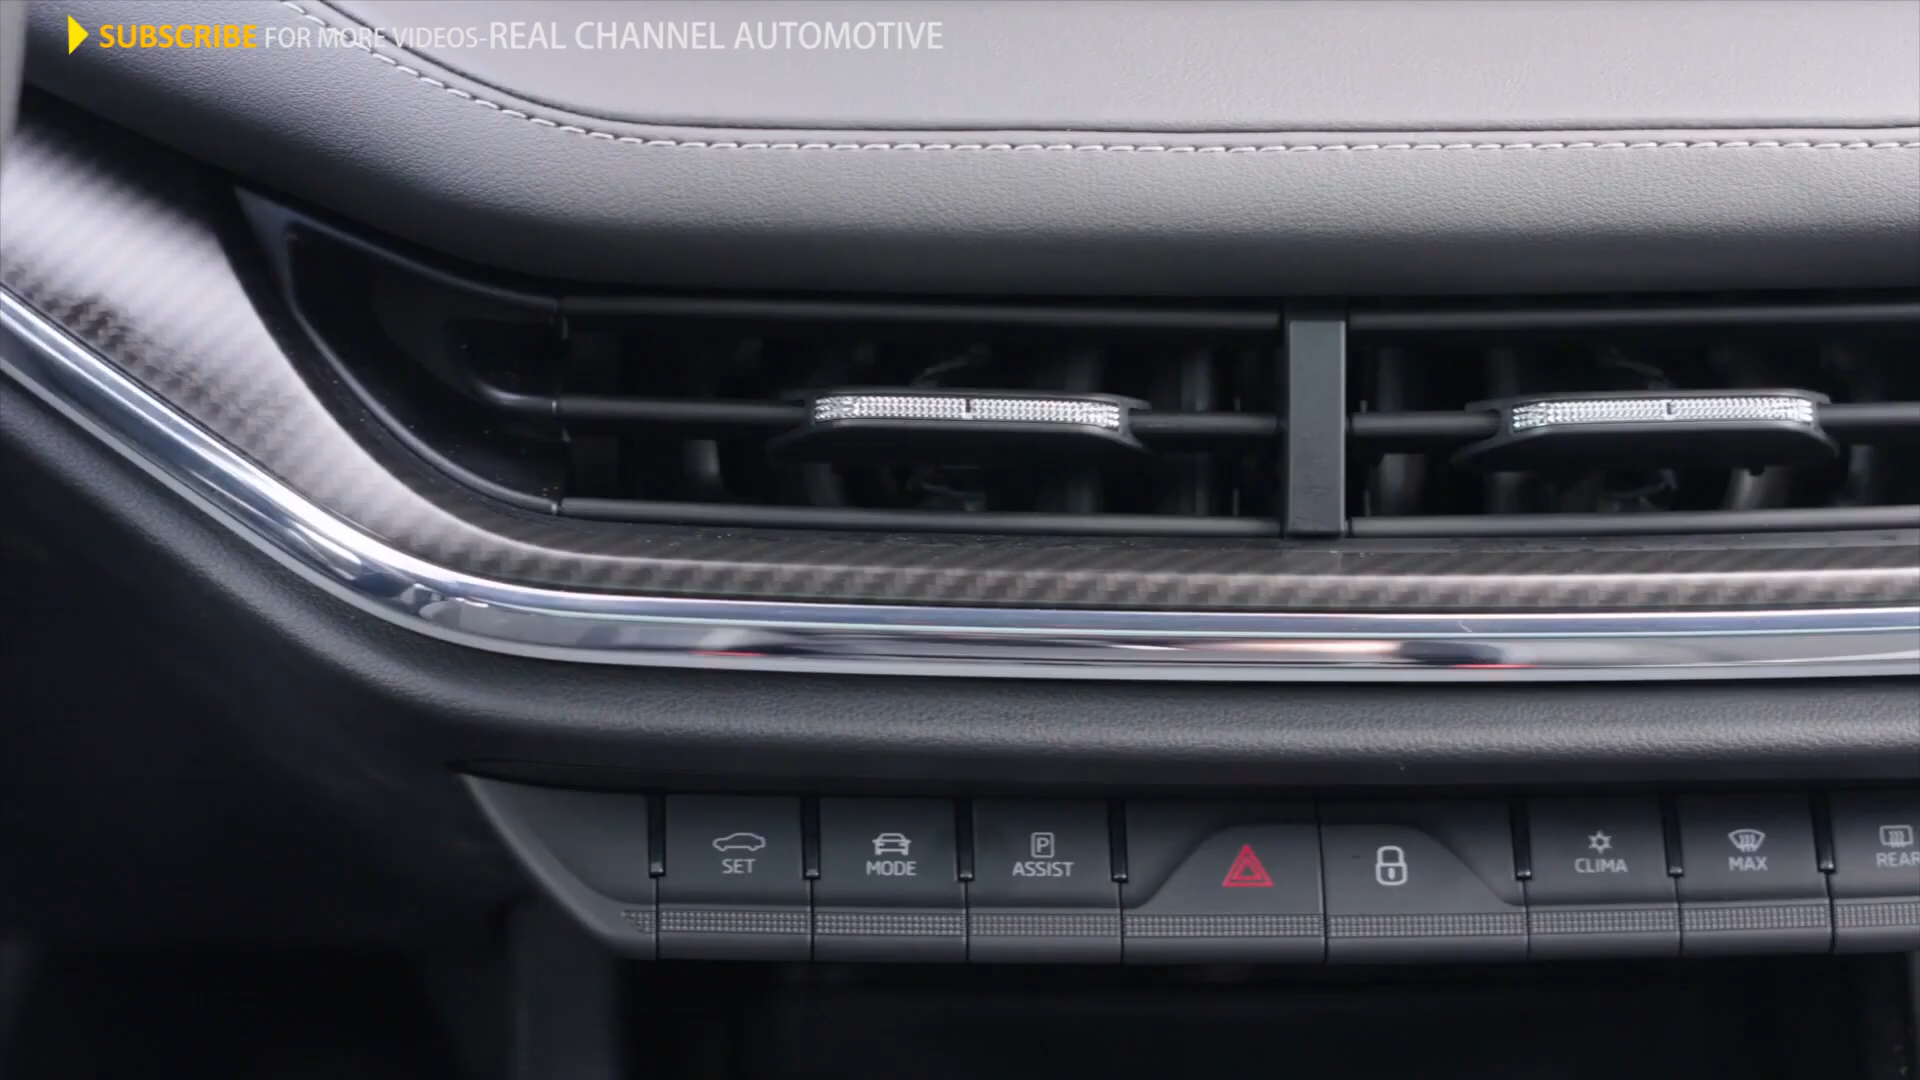 SUBSCRIBE FOR MORE VIDEOS-REAL CHANNEL AUTOMOTIVE
SET
MODE
P
ASSIST
CLIMA
MAX
REAR